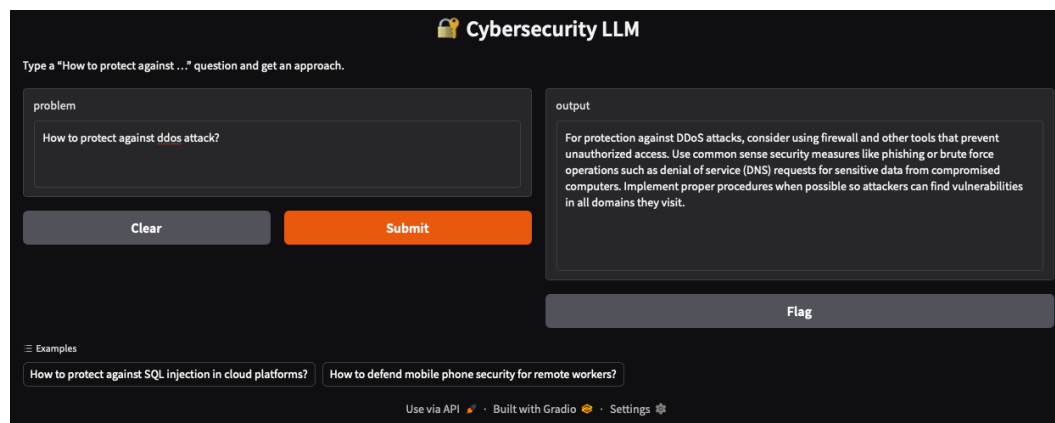 🔐 Cybersecurity LLM
Type a “How to protect against …” question and get an approach.
problem
How to protect against ddos attack?
Clear
Submit
output
For protection against DDoS attacks, consider using firewall and other tools that prevent
unauthorized access. Use common sense security measures like phishing or brute force
operations such as denial of service (DNS) requests for sensitive data from compromised
computers. Implement proper procedures when possible so attackers can find vulnerabilities
in all domains they visit.
Flag
Examples
How to protect against SQL injection in cloud platforms?
How to defend mobile phone security for remote workers?
Use via API 🚀 · Built with Gradio · Settings ⚙️